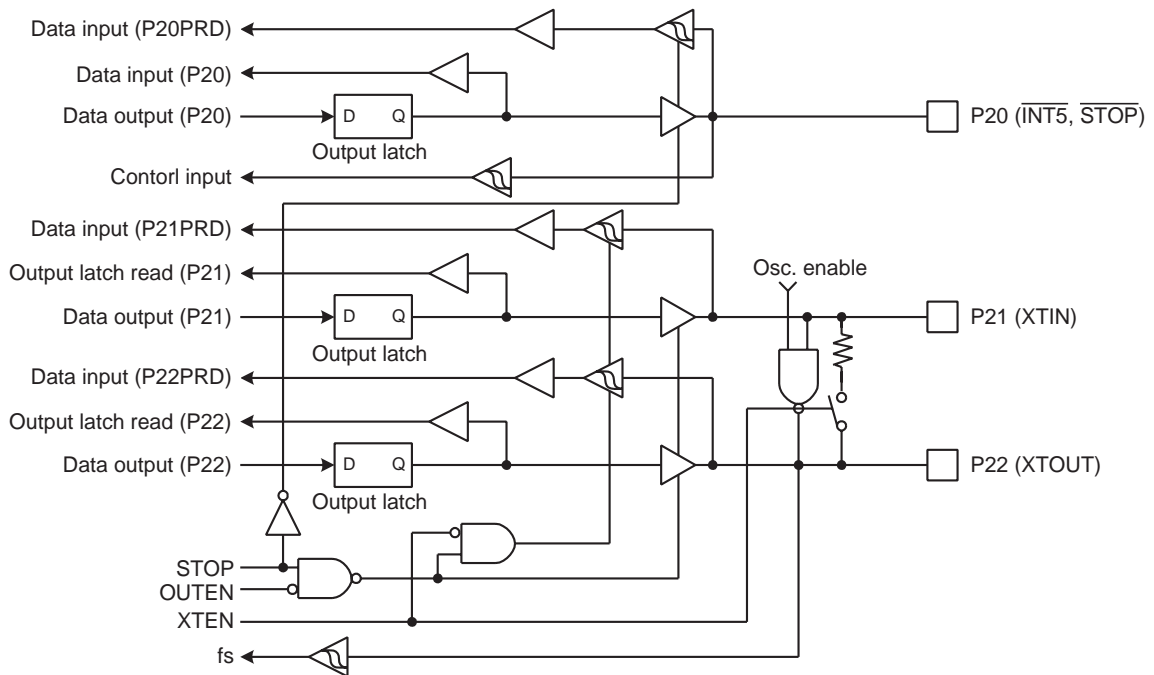 Data input (P20PRD)
Data input (P20)
Data output (P20)
D Q
Output latch
P20 (INT5, STOP)
Contorl input
Data input (P21PRD)
Output latch read (P21)
Osc. enable
Data output (P21)
D Q
Output latch
P21 (XTIN)
Data input (P22PRD)
Output latch read (P22)
Data output (P22)
D Q
Output latch
P22 (XTOUT)
STOP
OUTEN
XTEN
fs